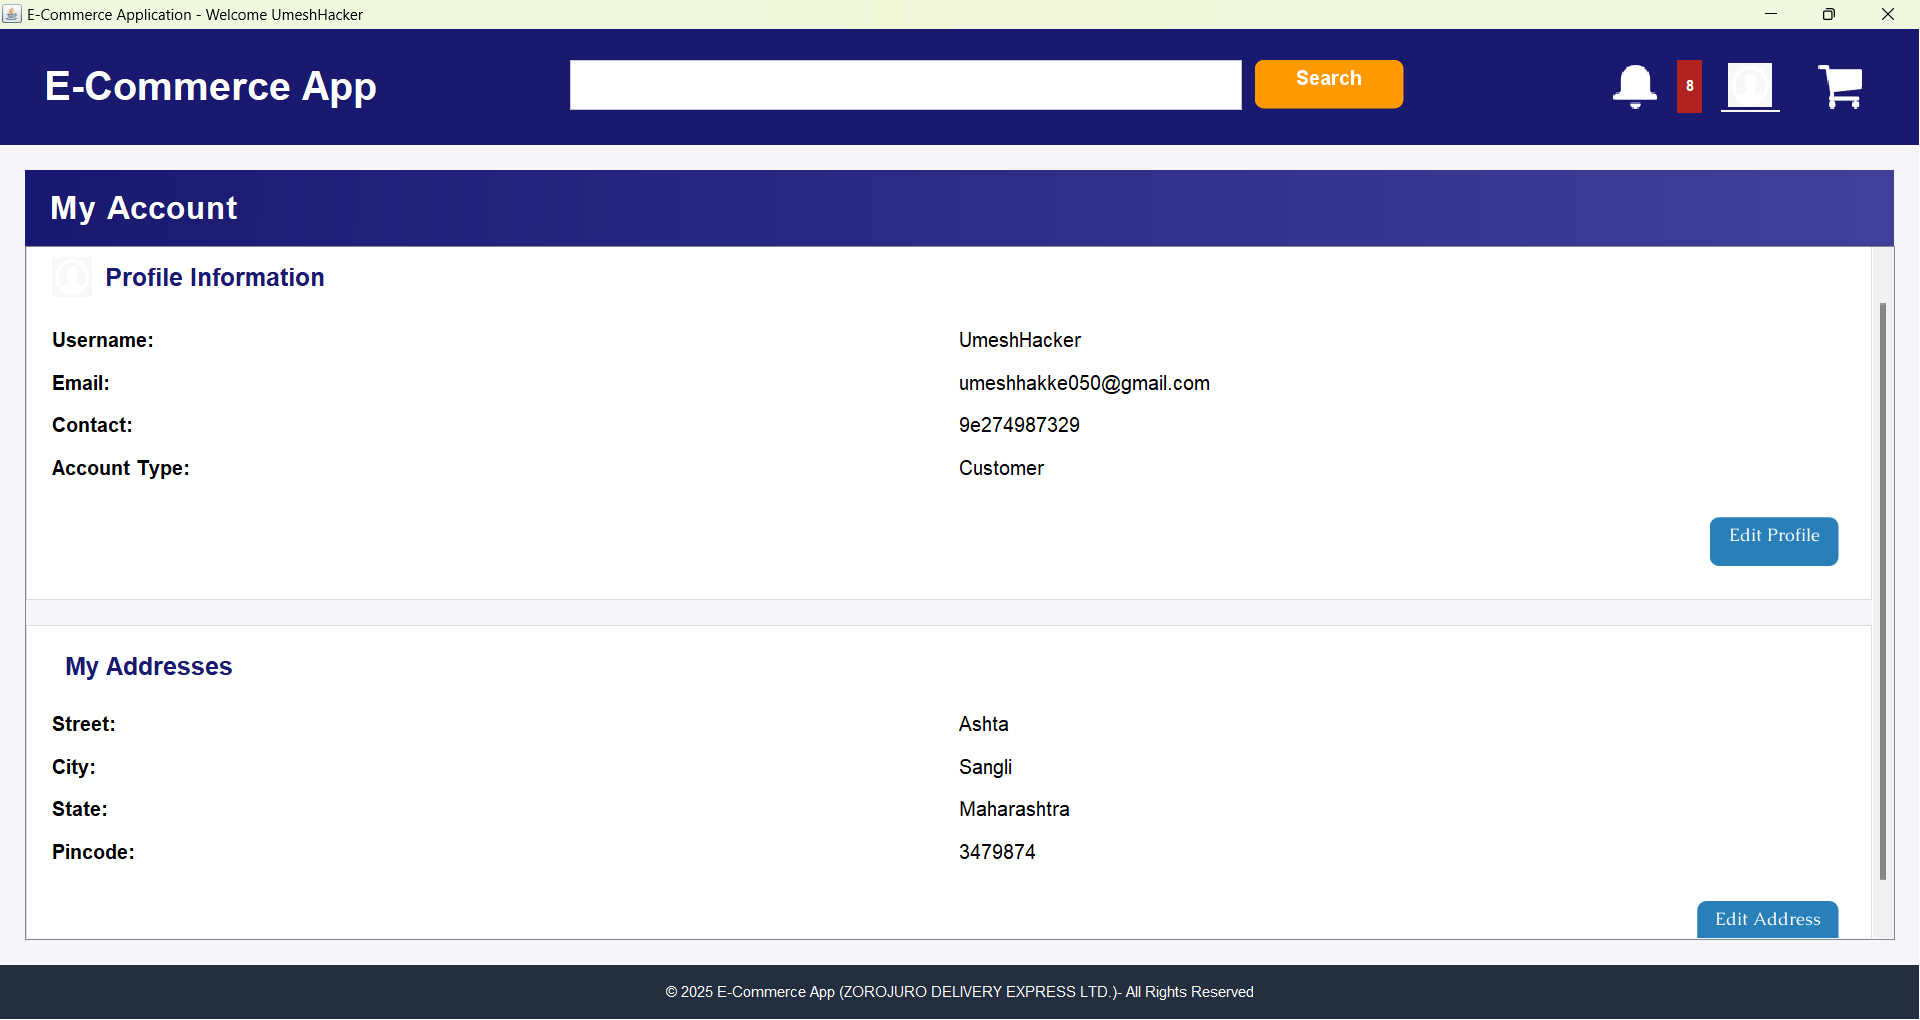 E-Commerce Application - Welcome UmeshHacker
E-Commerce App
Search
8
My Account
Profile Information
Username: UmeshHacker
Email: umeshhakke050@gmail.com
Contact: 9e274987329
Account Type: Customer
Edit Profile
My Addresses
Street: Ashta
City: Sangli
State: Maharashtra
Pincode: 3479874
Edit Address
© 2025 E-Commerce App (ZOROJURO DELIVERY EXPRESS LTD.)- All Rights Reserved